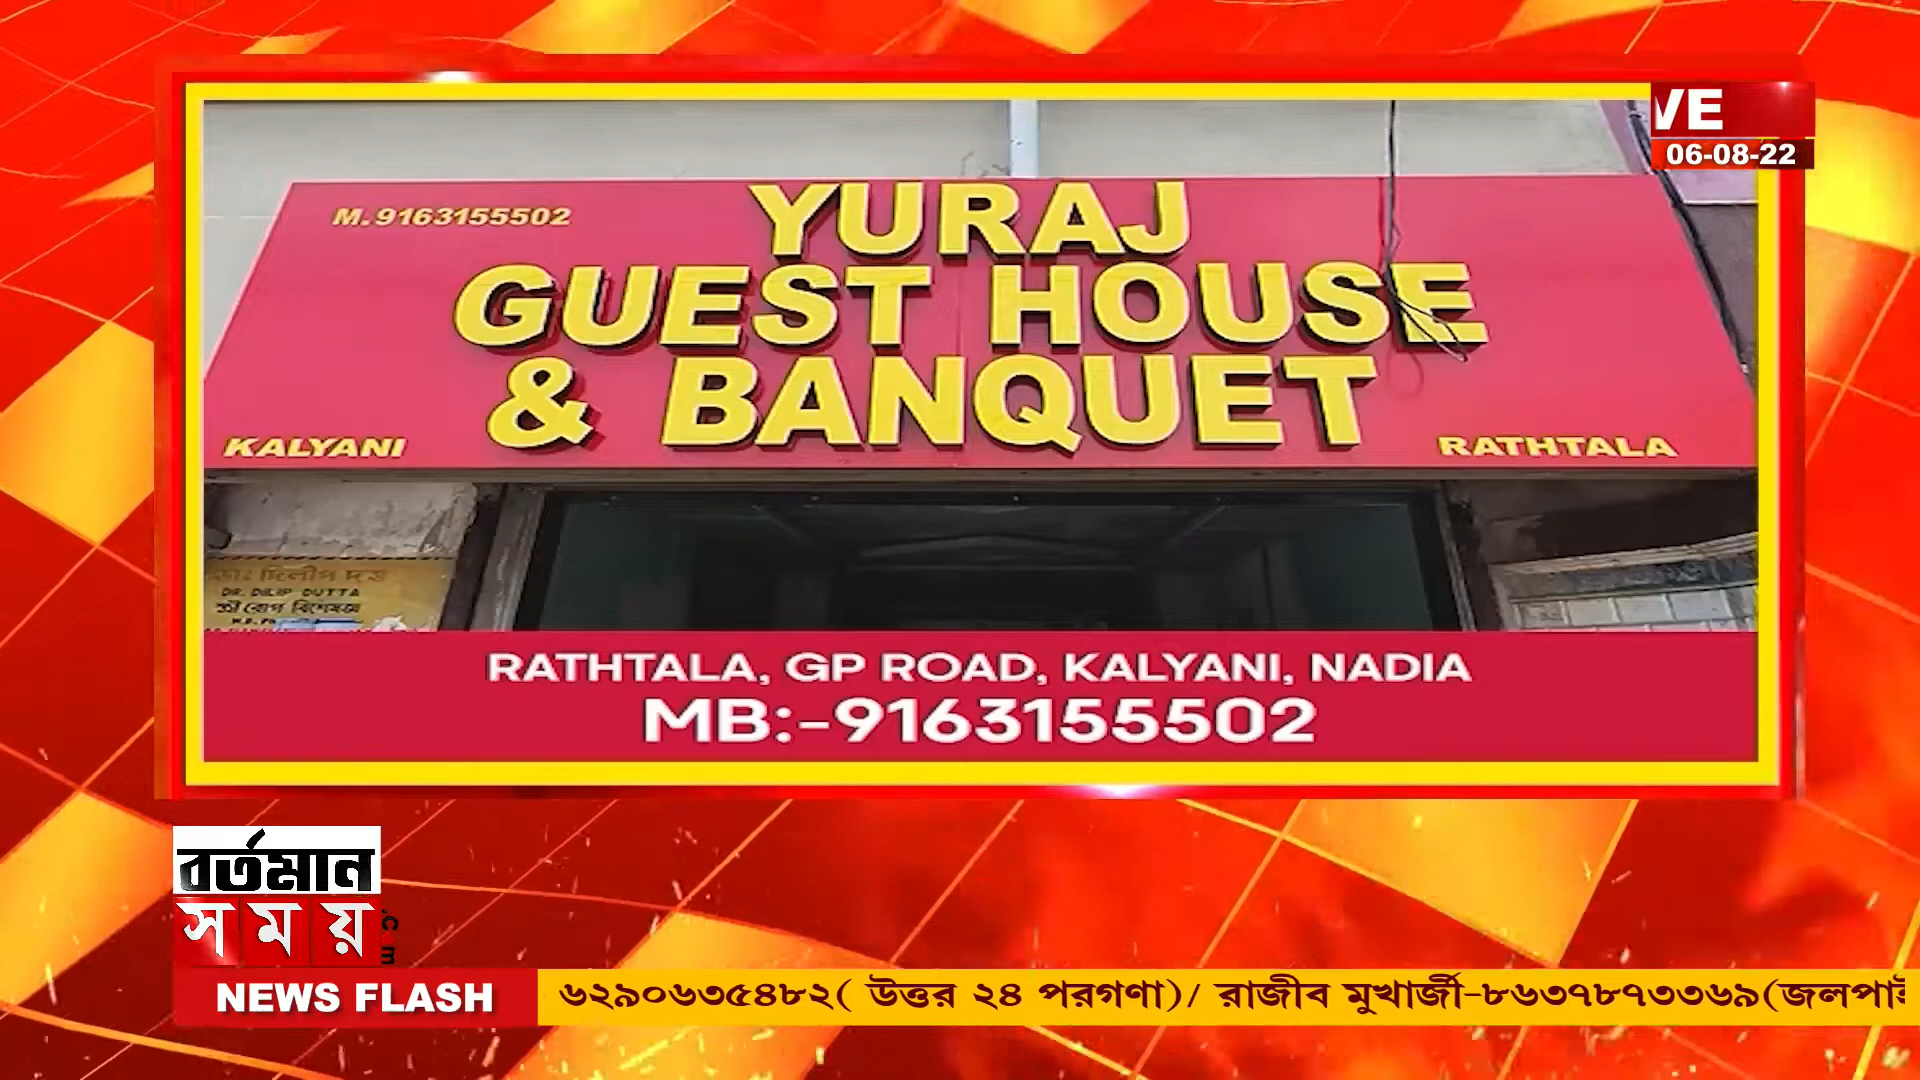 VE
06-08-22
M.9163155502
YURAJ
GUEST HOUSE
& BANQUET
KALYANI
RATHTALA
ডাঃ দিলীপ দত্ত
DR. DILIP DUTTA
স্ত্রী রোগ বিশেষজ্ঞ
RATHTALA, GP ROAD, KALYANI, NADIA
MB:-9163155502
বর্তমান
সময়
NEWS FLASH
৬২৯০৬৩৫৪৮২( উত্তর ২৪ পরগণা)/ রাজীব মুখার্জী-৮৬৩৭৮৭৩৩৬৯(জলপাই